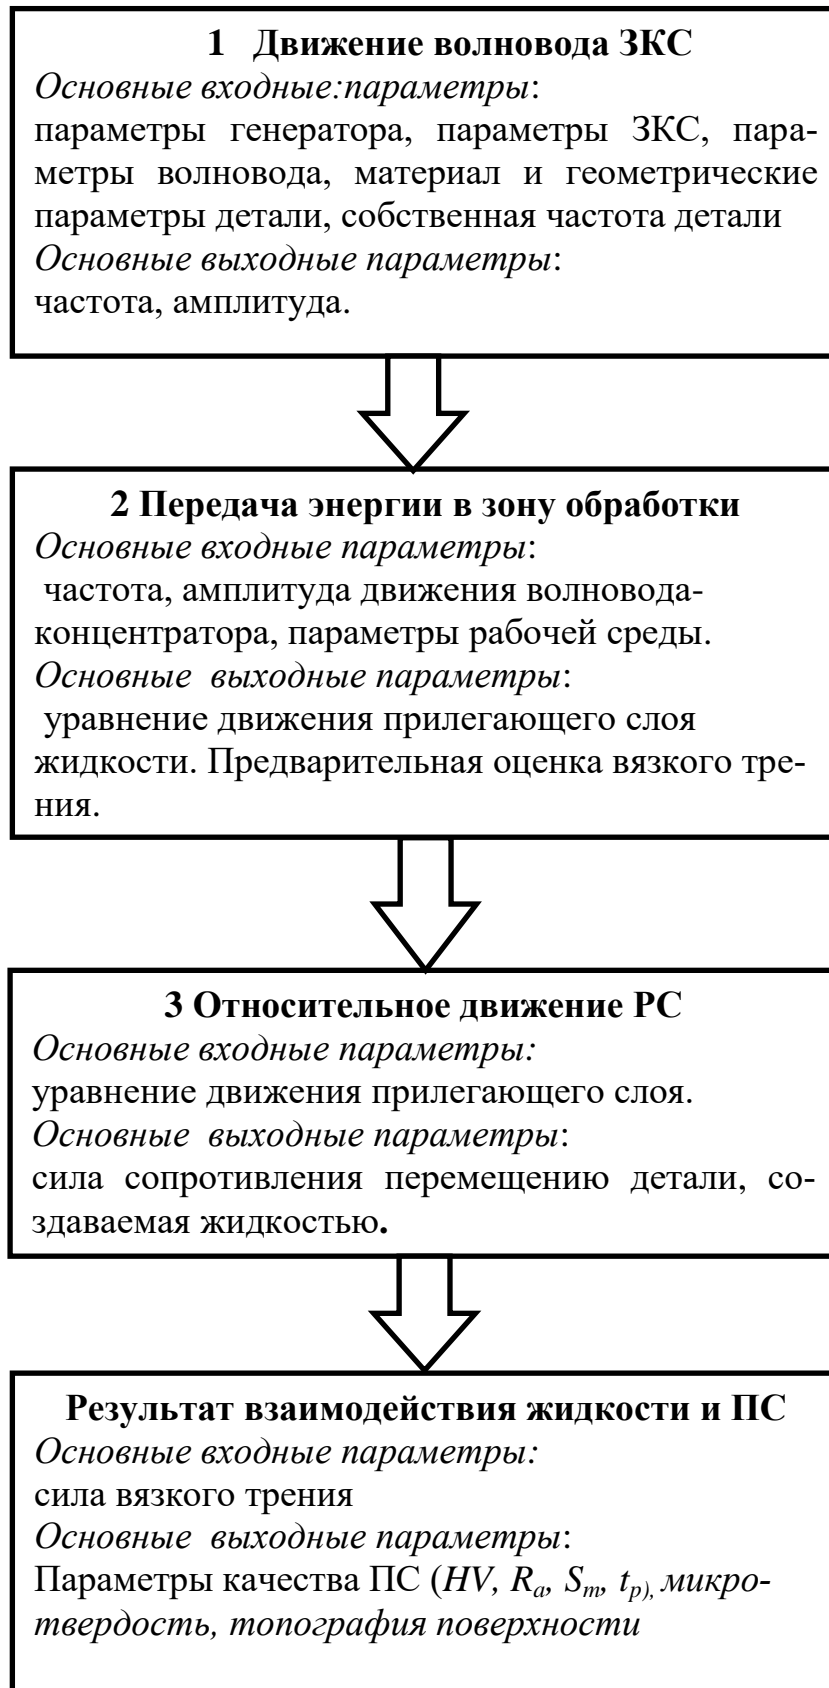 1 Движение волновода ЗКС
Основные входные:параметры:
параметры генератора, параметры ЗКС, пара-
метры волновода, материал и геометрические
параметры детали, собственная частота детали
Основные выходные параметры:
частота, амплитуда.
2 Передача энергии в зону обработки
Основные входные параметры:
частота, амплитуда движения волновода-
концентратора, параметры рабочей среды.
Основные выходные параметры:
уравнение движения прилегающего слоя
жидкости. Предварительная оценка вязкого тре-
ния.
3 Относительное движение РС
Основные входные параметры:
уравнение движения прилегающего слоя.
Основные выходные параметры:
сила сопротивления перемещению детали, со-
здаваемая жидкостью.
Результат взаимодействия жидкости и ПС
Основные входные параметры:
сила вязкого трения
Основные выходные параметры:
Параметры качества ПС (HV, Ra, Sm, tp), микро-
твердость, топография поверхности